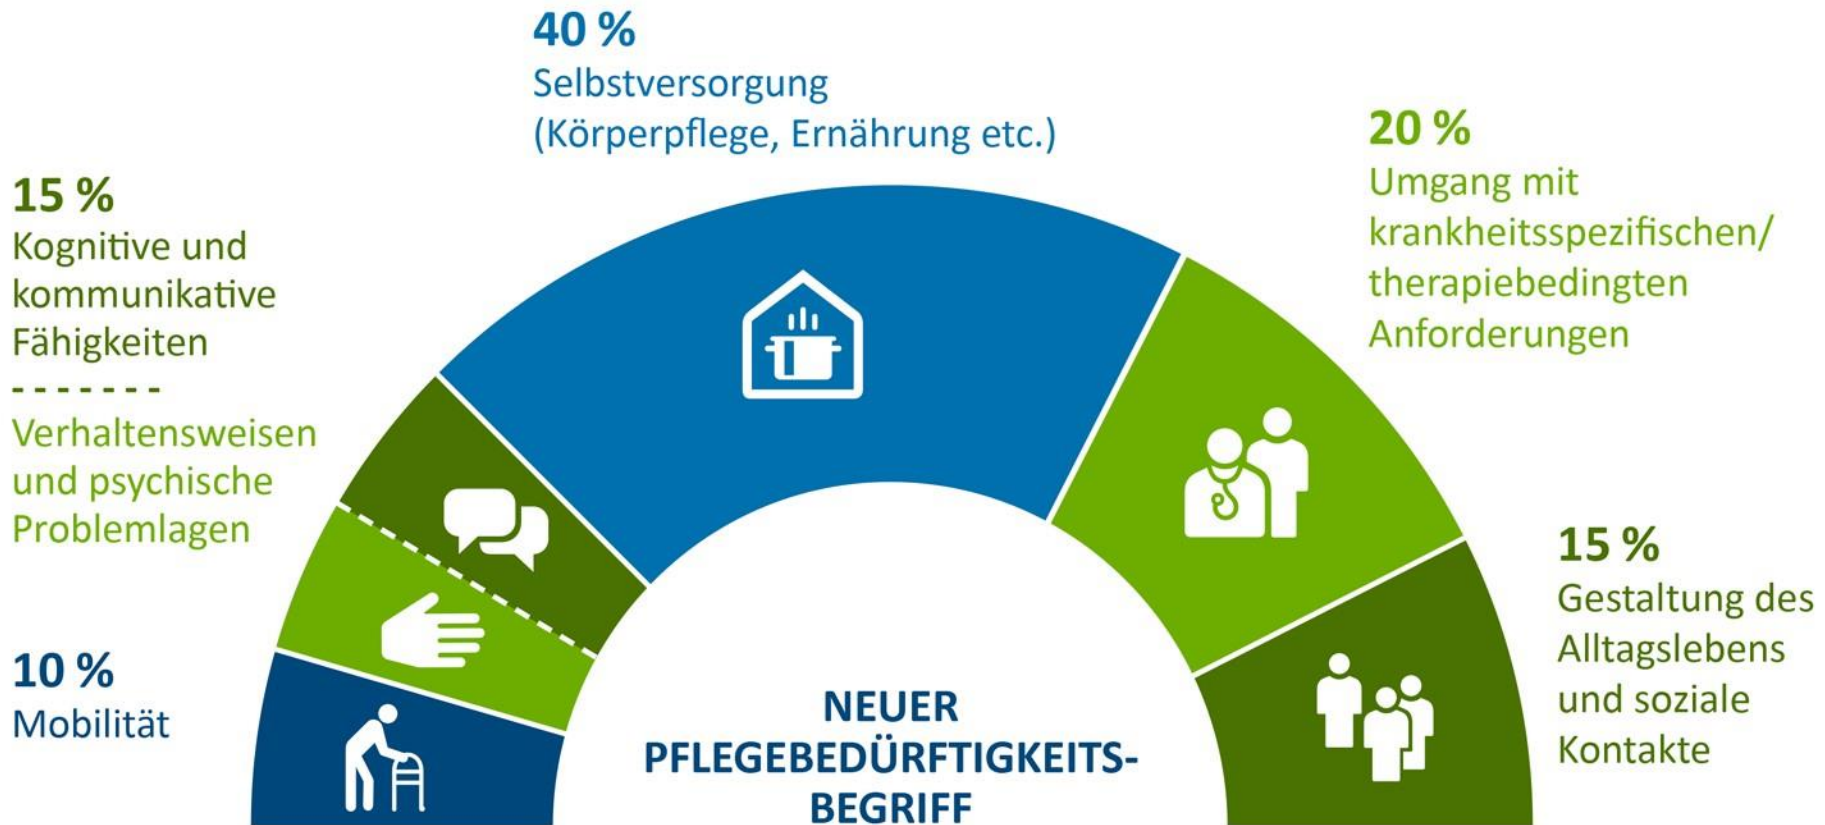 40 %
Selbstversorgung
(Körperpflege, Ernährung etc.)
20 %
Umgang mit
krankheitsspezifischen/
therapiebedingten
Anforderungen
15 %
Kognitive und
kommunikative
Fähigkeiten
-------
Verhaltensweisen
und psychische
Problemlagen
15 %
Gestaltung des
Alltagslebens
und soziale
Kontakte
10 %
Mobilität
NEUER
PFLEGEBEDÜRFTIGKEITS-
BEGRIFF